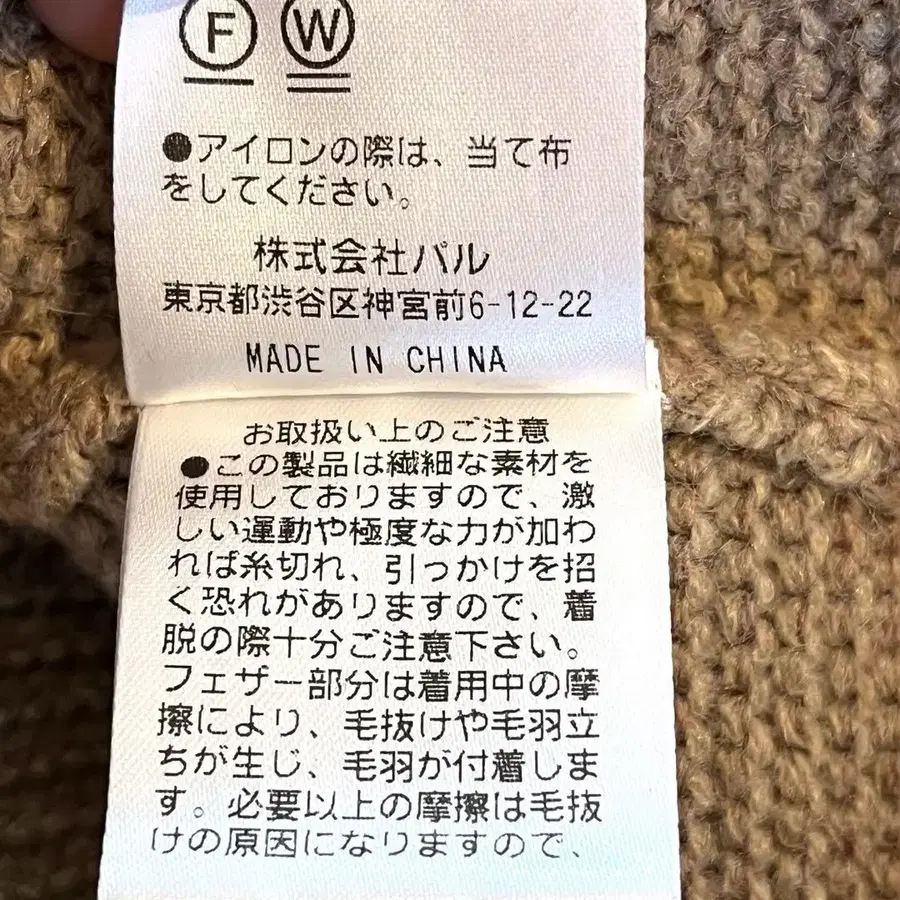 F W
●アイロンの際は、当て布
をしてください。
株式会社パル
東京都渋谷区神宮前6-12-22
MADE IN CHINA
お取扱い上のご注意
●この製品は繊細な素材を
使用しておりますので、激
しい運動や極度な力が加わ
れば糸切れ、引っかけを招
く恐れがありますので、着
脱の際十分ご注意下さい。
フェザー部分は着用中の摩
擦により、毛抜けや毛羽立
ちが生じ、毛羽が付着しま
す。必要以上の摩擦は毛抜
けの原因になりますので、